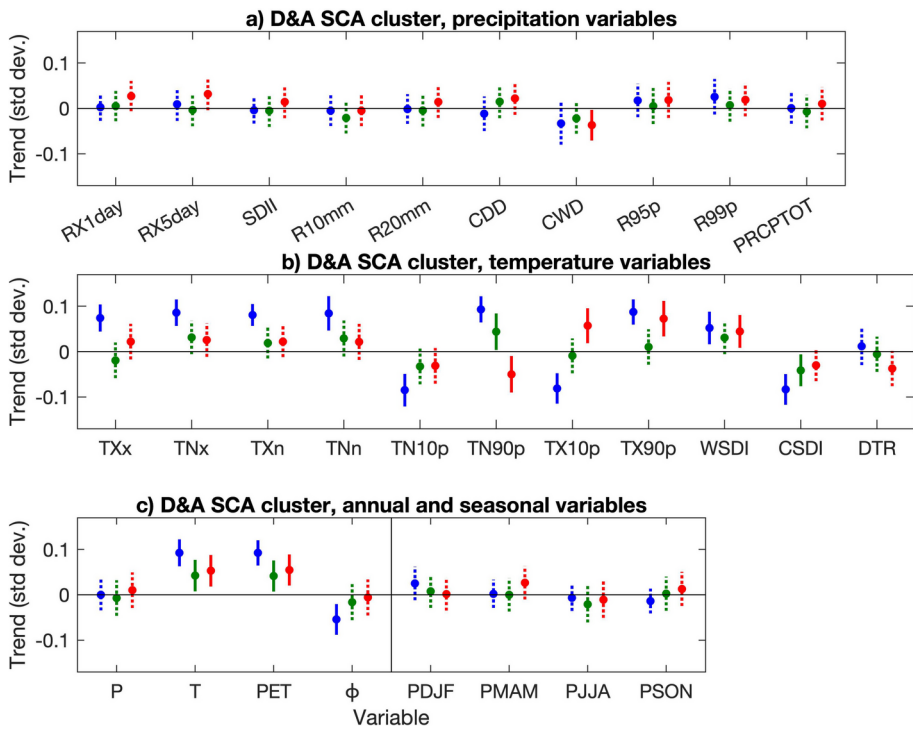 a) D&A SCA cluster, precipitation variables
Trend (std dev.)
0.1
0
-0.1
RX1day
RX5day
SDII
R10mm
R20mm
CDD
CWD
R95p
R99p
PRCPTOT
b) D&A SCA cluster, temperature variables
Trend (std dev.)
0.1
0
-0.1
TXx
TNx
TXn
TNn
TN10p
TN90p
TX10p
TX90p
WSDI
CSDI
DTR
c) D&A SCA cluster, annual and seasonal variables
Trend (std dev.)
0.1
0
-0.1
P
T
PET
ϕ
PDJF
PMAM
PJJA
PSON
Variable